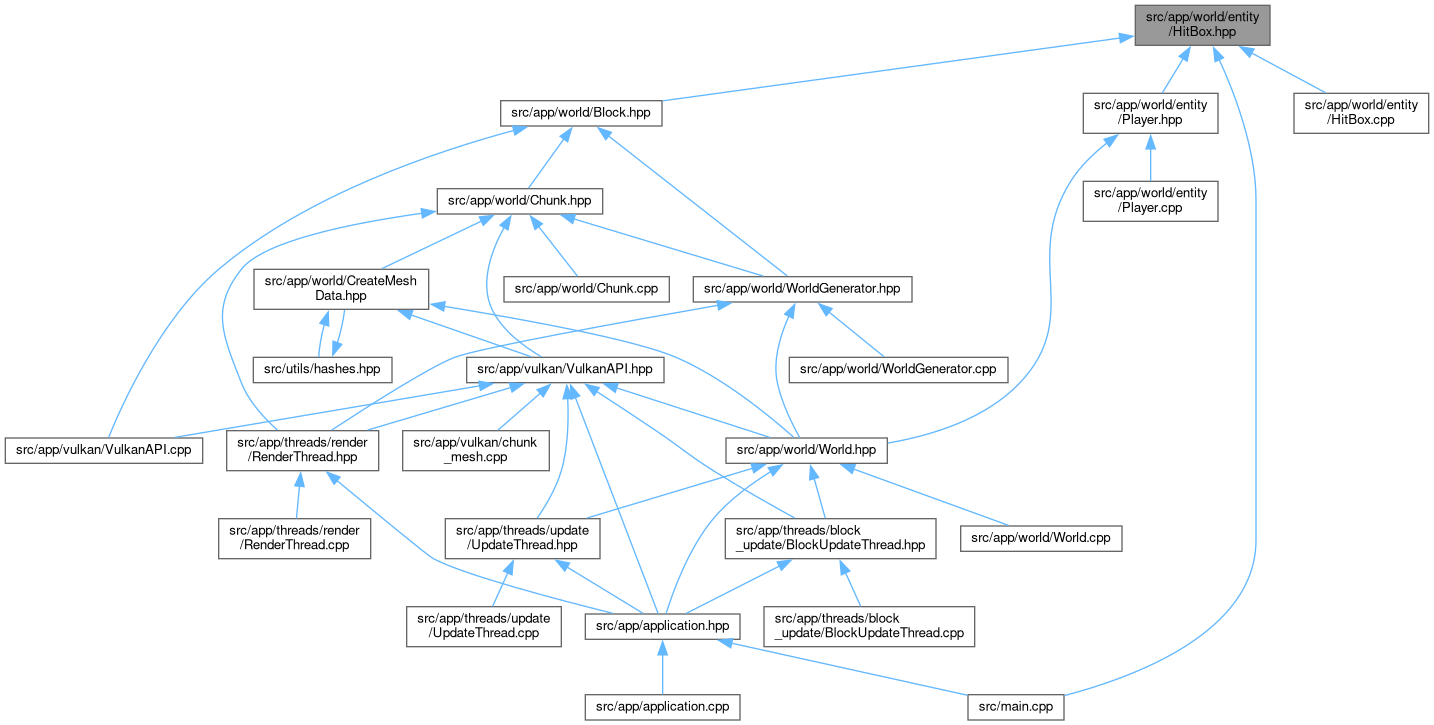 src/app/world/entity
/HitBox.hpp
src/app/world/Block.hpp
src/app/world/entity
/Player.hpp
src/app/world/entity
/HitBox.cpp
src/app/world/Chunk.hpp
src/app/world/entity
/Player.cpp
src/app/world/CreateMesh
Data.hpp
src/app/world/Chunk.cpp
src/app/world/WorldGenerator.hpp
src/utils/hashes.hpp
src/app/vulkan/VulkanAPI.hpp
src/app/world/WorldGenerator.cpp
src/app/vulkan/VulkanAPI.cpp
src/app/threads/render
/RenderThread.hpp
src/app/vulkan/chunk
_mesh.cpp
src/app/world/World.hpp
src/app/threads/render
/RenderThread.cpp
src/app/threads/update
/UpdateThread.hpp
src/app/threads/block
_update/BlockUpdateThread.hpp
src/app/world/World.cpp
src/app/threads/update
/UpdateThread.cpp
src/app/application.hpp
src/app/threads/block
_update/BlockUpdateThread.cpp
src/app/application.cpp
src/main.cpp